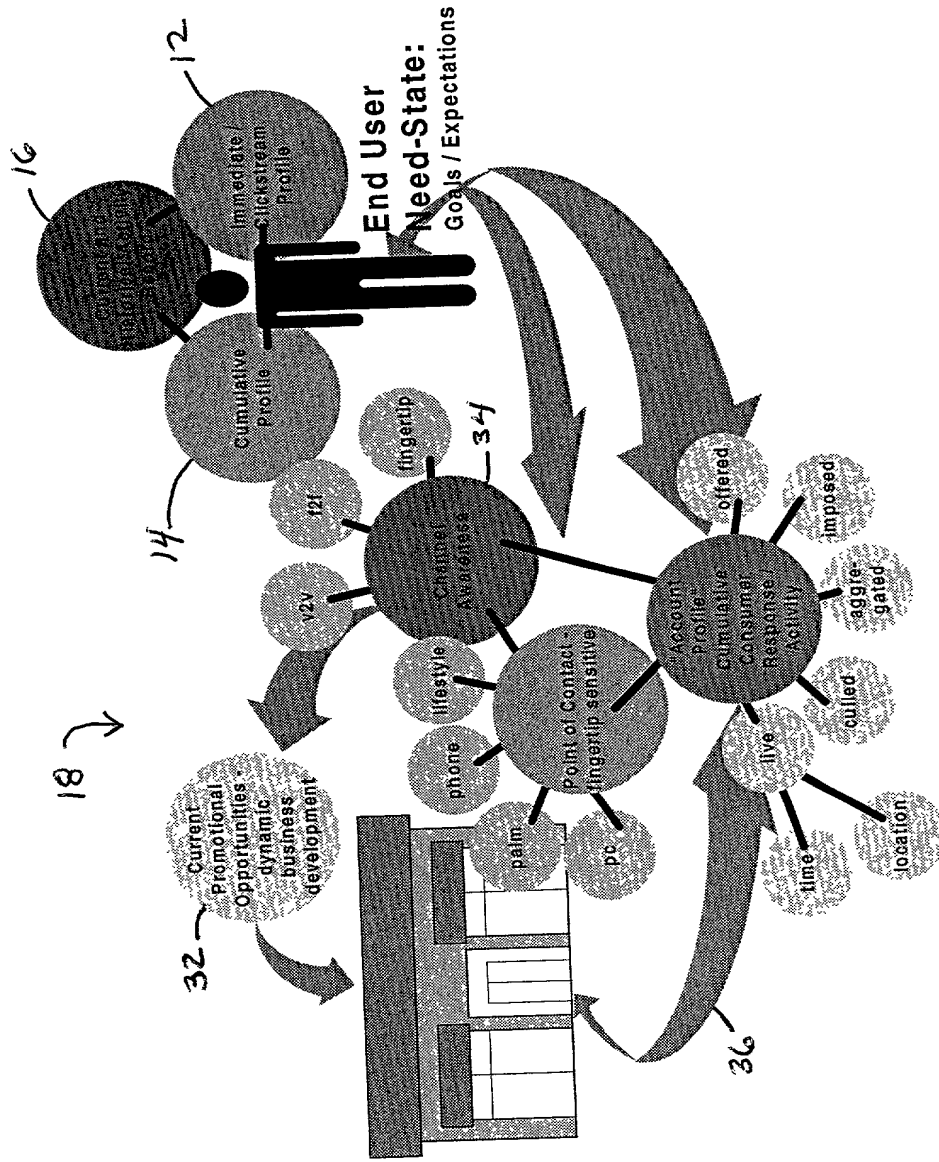 16
12
14
18
32
34
36
Current and
Immediate /
Clickstream
Profile
Cumulative
Profile
End User
Need-State:
Goals / Expectations
fingertip
f2f
v2v
Channel
Awareness
lifestyle
phone
palm
pc
Point of Contact -
fingertip sensitive
Current
Promotional
Opportunities -
dynamic
business
development
"Account
Profile"
Cumulative
Consumer
Response /
Activity
offered
imposed
aggre-
gated
culled
live
time
location